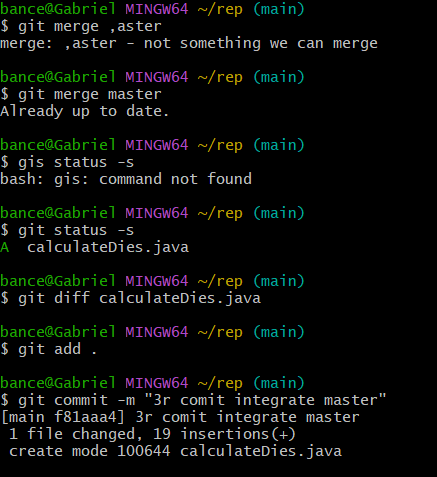 bance@Gabriel MINGW64 ~/rep (main)
$ git merge ,aster
merge: ,aster - not something we can merge
bance@Gabriel MINGW64 ~/rep (main)
$ git merge master
Already up to date.
bance@Gabriel MINGW64 ~/rep (main)
$ gis status -s
bash: gis: command not found
bance@Gabriel MINGW64 ~/rep (main)
$ git status -s
A  calculateDies.java
bance@Gabriel MINGW64 ~/rep (main)
$ git diff calculateDies.java
bance@Gabriel MINGW64 ~/rep (main)
$ git add .
bance@Gabriel MINGW64 ~/rep (main)
$ git commit -m "3r comit integrate master"
[main f81aaa4] 3r comit integrate master
 1 file changed, 19 insertions(+)
 create mode 100644 calculateDies.java